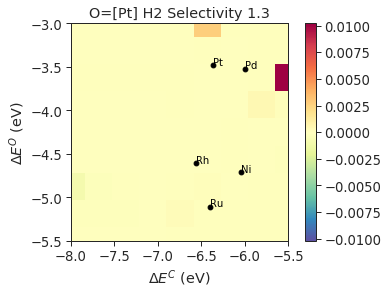 O=[Pt] H2 Selectivity 1.3
−3.0
−3.5
−4.0
−4.5
−5.0
−5.5
ΔE^O (eV)
Pt
Pd
Rh
Ni
Ru
−8.0 −7.5 −7.0 −6.5 −6.0 −5.5
ΔE^C (eV)
0.0100
0.0075
0.0050
0.0025
0.0000
−0.0025
−0.0050
−0.0075
−0.0100